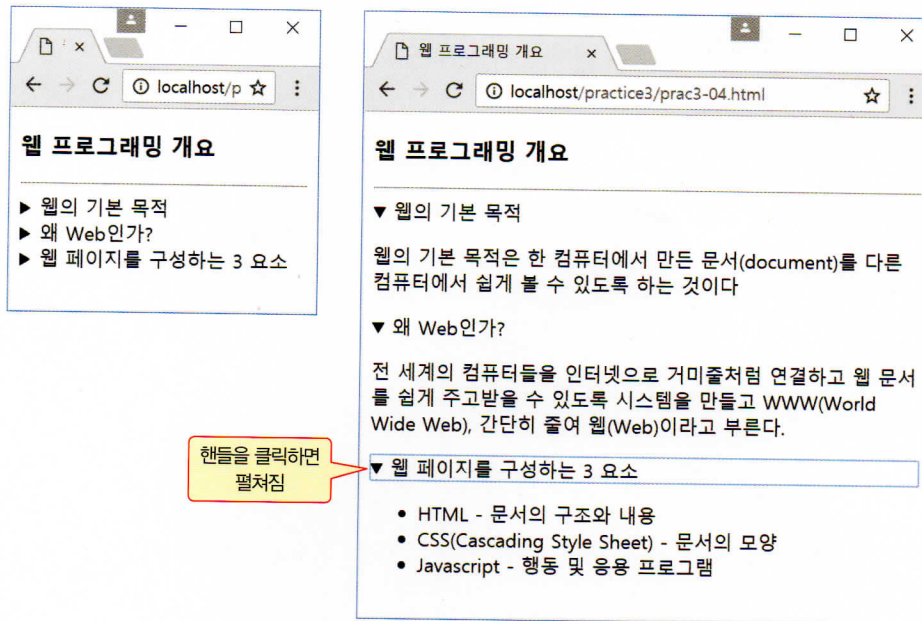 localhost/p
웹 프로그래밍 개요
▶ 웹의 기본 목적
▶ 왜 Web인가?
▶ 웹 페이지를 구성하는 3 요소
웹 프로그래밍 개요
localhost/practice3/prac3-04.html
웹 프로그래밍 개요
▼ 웹의 기본 목적
웹의 기본 목적은 한 컴퓨터에서 만든 문서(document)를 다른
컴퓨터에서 쉽게 볼 수 있도록 하는 것이다
▼ 왜 Web인가?
전 세계의 컴퓨터들을 인터넷으로 거미줄처럼 연결하고 웹 문서
를 쉽게 주고받을 수 있도록 시스템을 만들고 WWW(World
Wide Web), 간단히 줄여 웹(Web)이라고 부른다.
핸들을 클릭하면
펼쳐짐
▼ 웹 페이지를 구성하는 3 요소
• HTML - 문서의 구조와 내용
• CSS(Cascading Style Sheet) - 문서의 모양
• Javascript - 행동 및 응용 프로그램